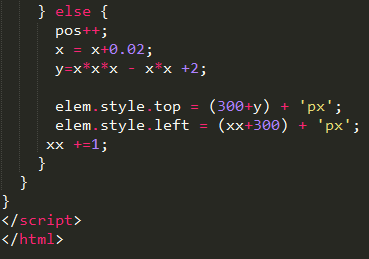 } else {
pos++;
x = x+0.02;
y=x*x*x - x*x +2;
elem.style.top = (300+y) + 'px';
elem.style.left = (xx+300) + 'px';
xx +=1;
}
}
}
</script>
</html>